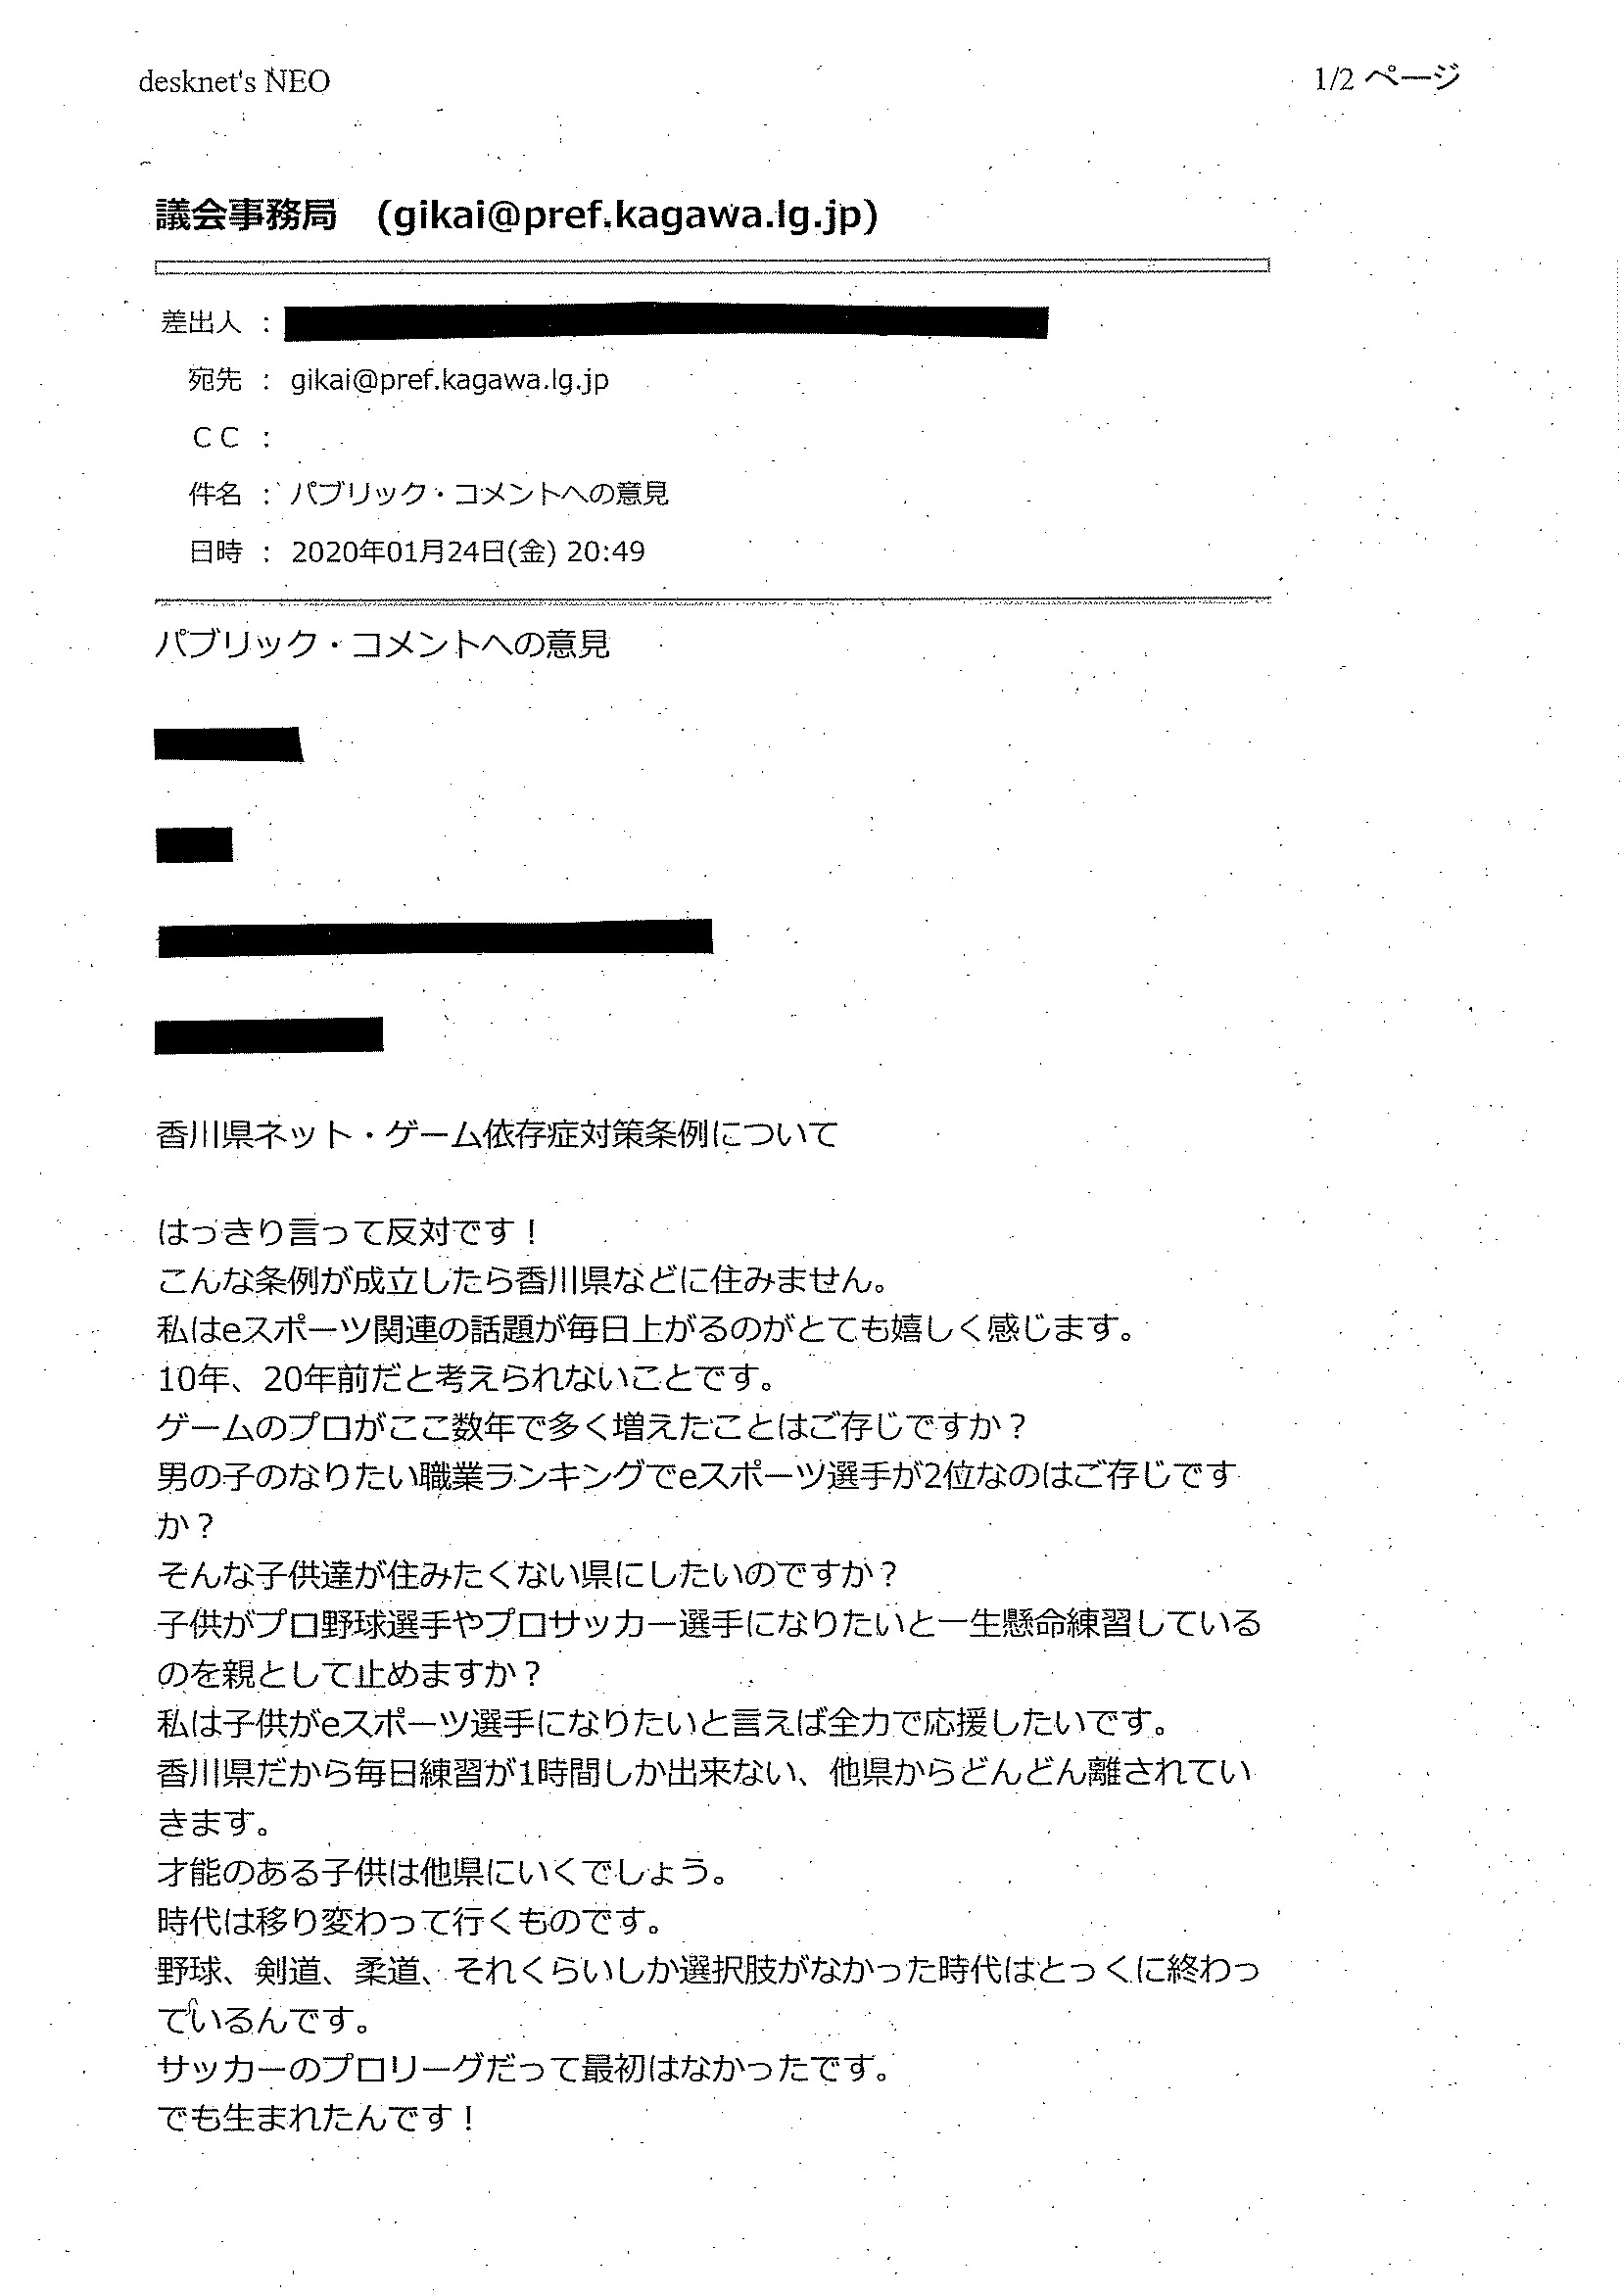 desknet's NEO
1/2 ページ
議会事務局 (gikai@pref.kagawa.lg.jp)
差出人 :
宛先 : gikai@pref.kagawa.lg.jp
CC :
件名 : パブリック・コメントへの意見
日時 : 2020年01月24日(金) 20:49
パブリック・コメントへの意見
香川県ネット・ゲーム依存症対策条例について
はっきり言って反対です！
こんな条例が成立したら香川県などに住みません。
私はeスポーツ関連の話題が毎日上がるのがとても嬉しく感じます。
10年、20年前だと考えられないことです。
ゲームのプロがここ数年で多く増えたことはご存じですか？
男の子のなりたい職業ランキングでeスポーツ選手が2位なのはご存じです
か？
そんな子供達が住みたくない県にしたいのですか？
子供がプロ野球選手やプロサッカー選手になりたいと一生懸命練習している
のを親として止めますか？
私は子供がeスポーツ選手になりたいと言えば全力で応援したいです。
香川県だから毎日練習が1時間しか出来ない、他県からどんどん離されてい
きます。
才能のある子供は他県にいくでしょう。
時代は移り変わって行くものです。
野球、剣道、柔道、それくらいしか選択肢がなかった時代はとっくに終わっ
ているんです。
サッカーのプロリーグだって最初はなかったです。
でも生まれたんです！